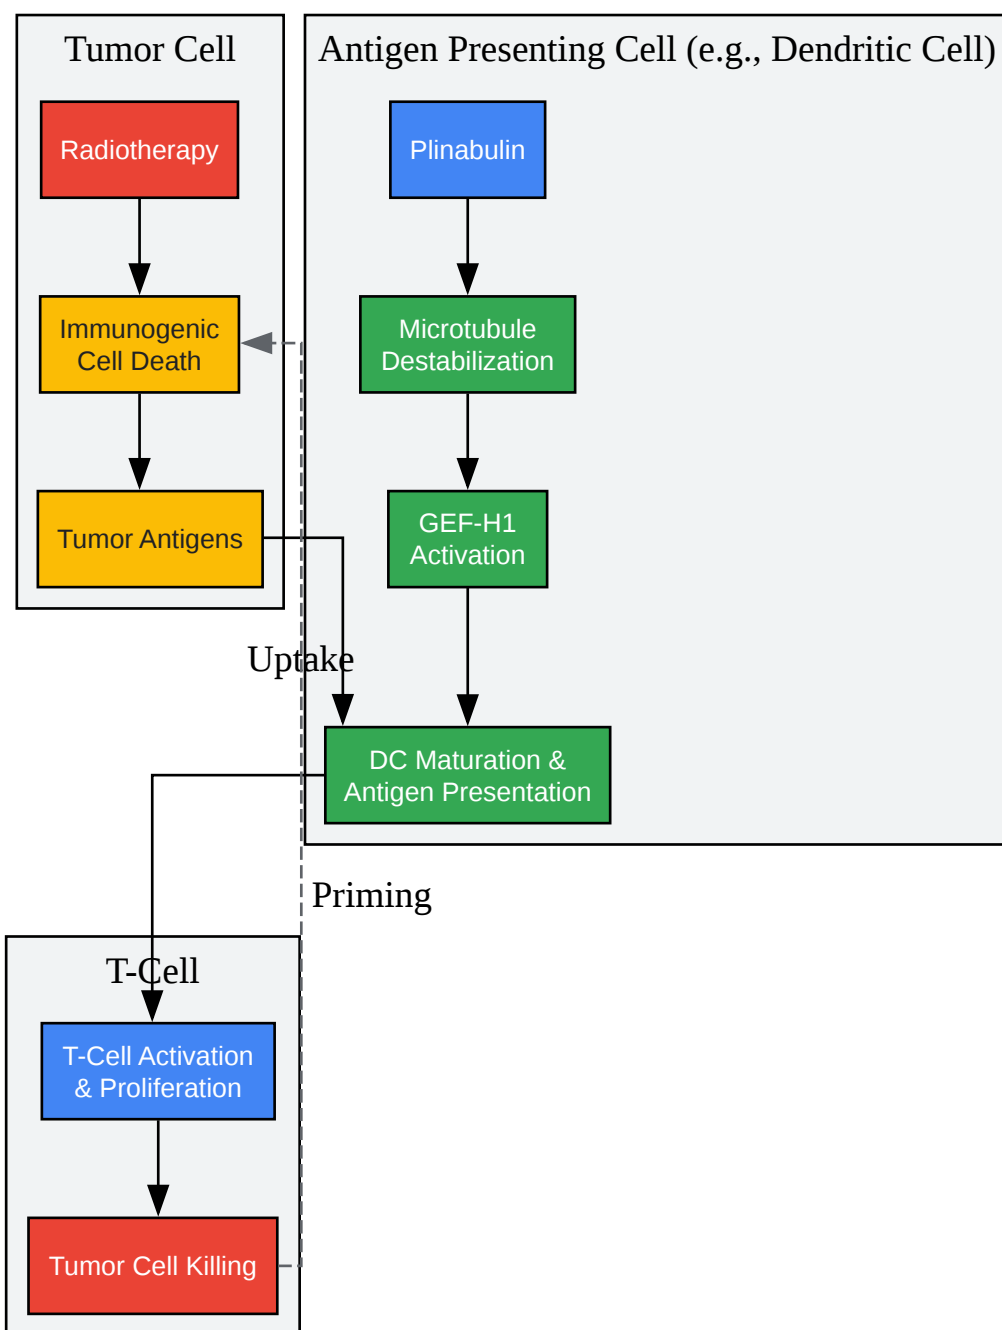 Tumor Cell
Antigen Presenting Cell (e.g., Dendritic Cell)
Radiotherapy
Plinabulin
Immunogenic
Cell Death
Microtubule
Destabilization
Tumor Antigens
GEF-H1
Activation
Uptake
DC Maturation &
Antigen Presentation
Priming
T-Cell
T-Cell Activation
& Proliferation
Tumor Cell Killing